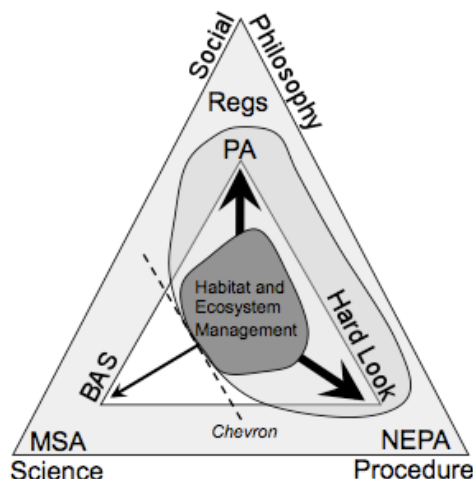 Social
Philosophy
Regs
PA
Habitat and
Ecosystem
Management
Hard Look
BAS
Chevron
MSA
NEPA
Science
Procedure